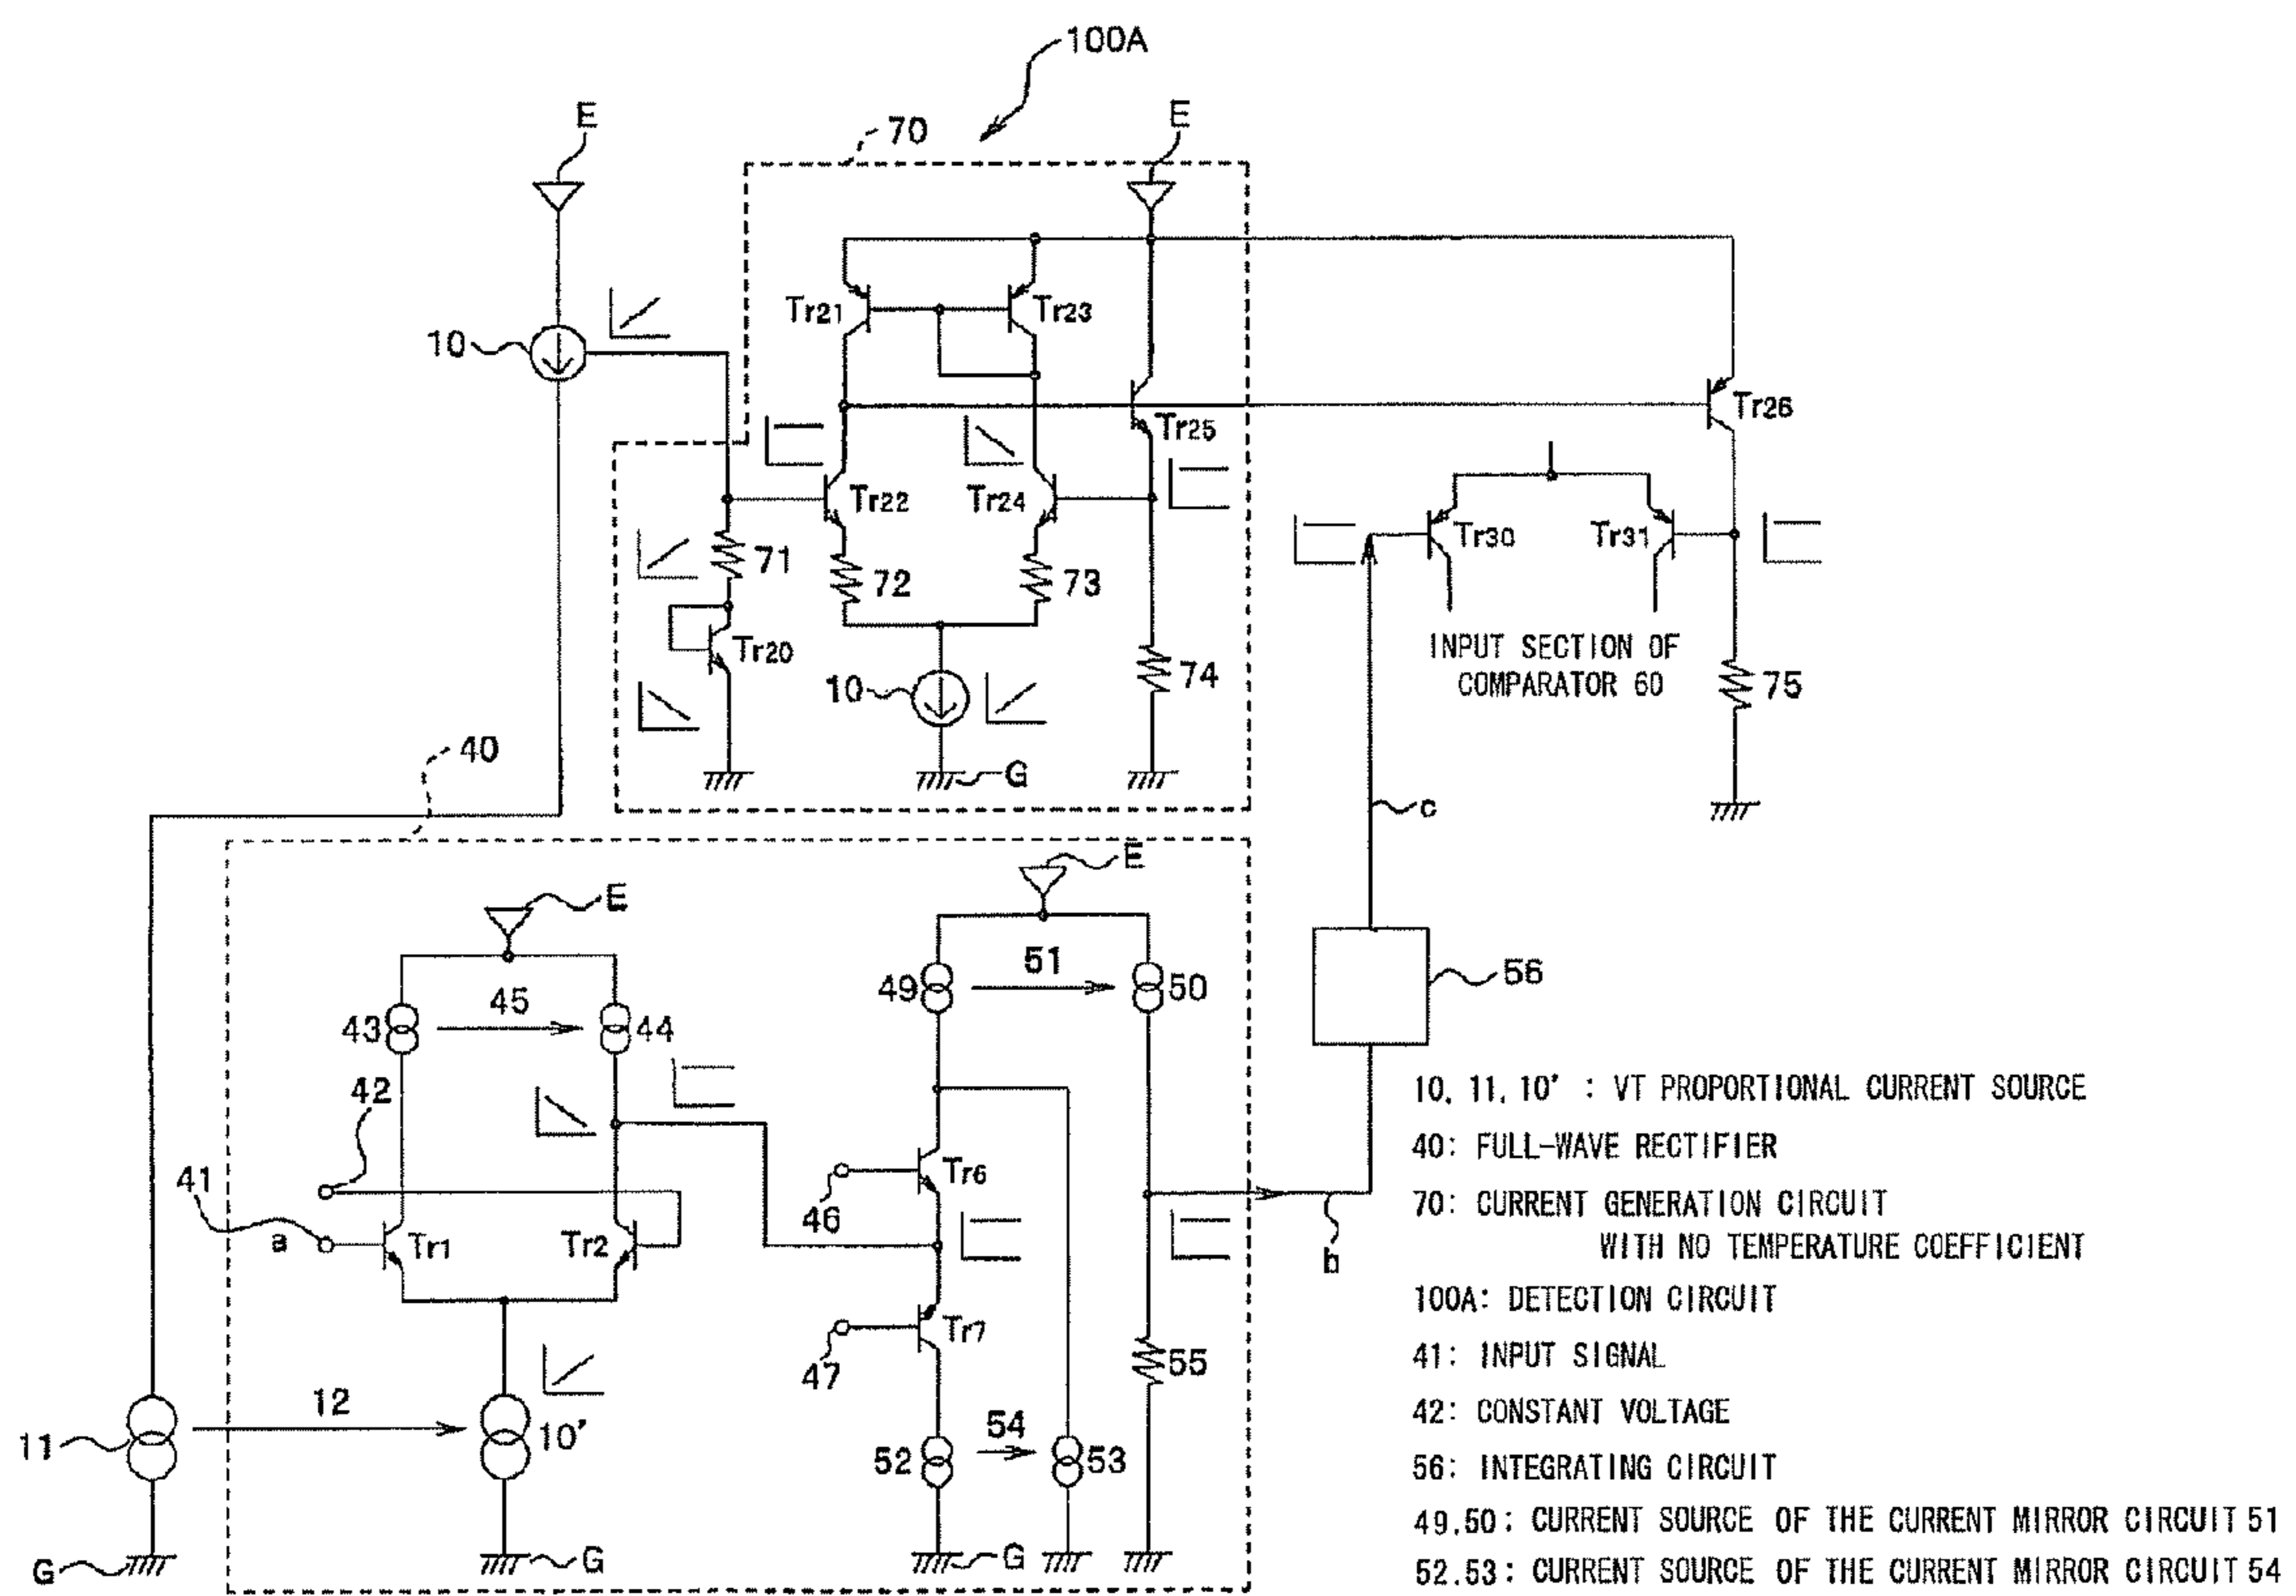 100A
E
70
E
Tr21
Tr23
10
Tr26
Tr25
Tr22
Tr24
71
72
73
Tr30
Tr31
Tr20
INPUT SECTION OF
COMPARATOR 60
10
74
75
40
G
c
E
E
51
45
49
50
56
43
44
42
41
a
Tr1
Tr2
46
Tr6
b
47
Tr7
55
12
11
10'
52
54
53
G
G
G
10, 11, 10' : VT PROPORTIONAL CURRENT SOURCE
40: FULL-WAVE RECTIFIER
70: CURRENT GENERATION CIRCUIT
WITH NO TEMPERATURE COEFFICIENT
100A: DETECTION CIRCUIT
41: INPUT SIGNAL
42: CONSTANT VOLTAGE
56: INTEGRATING CIRCUIT
49.50: CURRENT SOURCE OF THE CURRENT MIRROR CIRCUIT 51
52.53: CURRENT SOURCE OF THE CURRENT MIRROR CIRCUIT 54